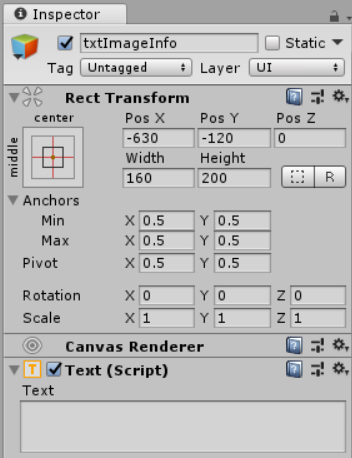 Inspector
txtImageInfo Static
Tag Untagged Layer UI
Rect Transform
center
middle
Pos X Pos Y Pos Z
-630 -120 0
Width Height
160 200 R
Anchors
Min X 0.5 Y 0.5
Max X 0.5 Y 0.5
Pivot X 0.5 Y 0.5
Rotation X 0 Y 0 Z 0
Scale X 1 Y 1 Z 1
Canvas Renderer
T Text (Script)
Text